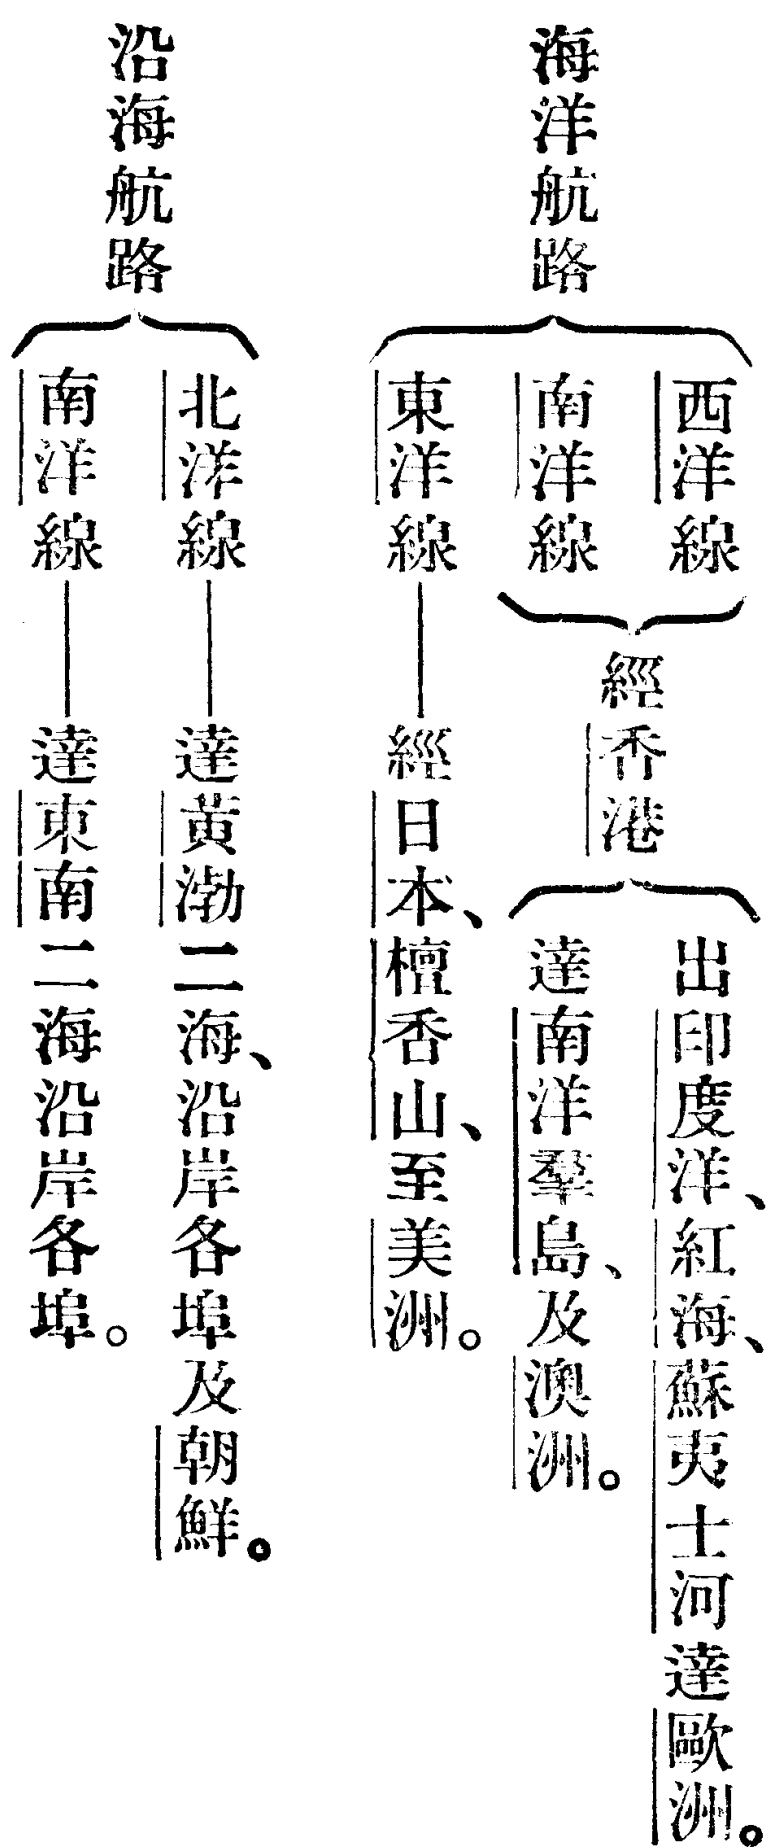 海洋航路
西洋線
南洋線
經香港
出印度洋、紅海、蘇夷士河達歐洲。
達南洋羣島、及澳洲。
東洋線——經日本、檀香山、至美洲。
沿海航路
北洋線——達黃渤二海、沿岸各埠及朝鮮。
南洋線——達東南二海沿岸各埠。